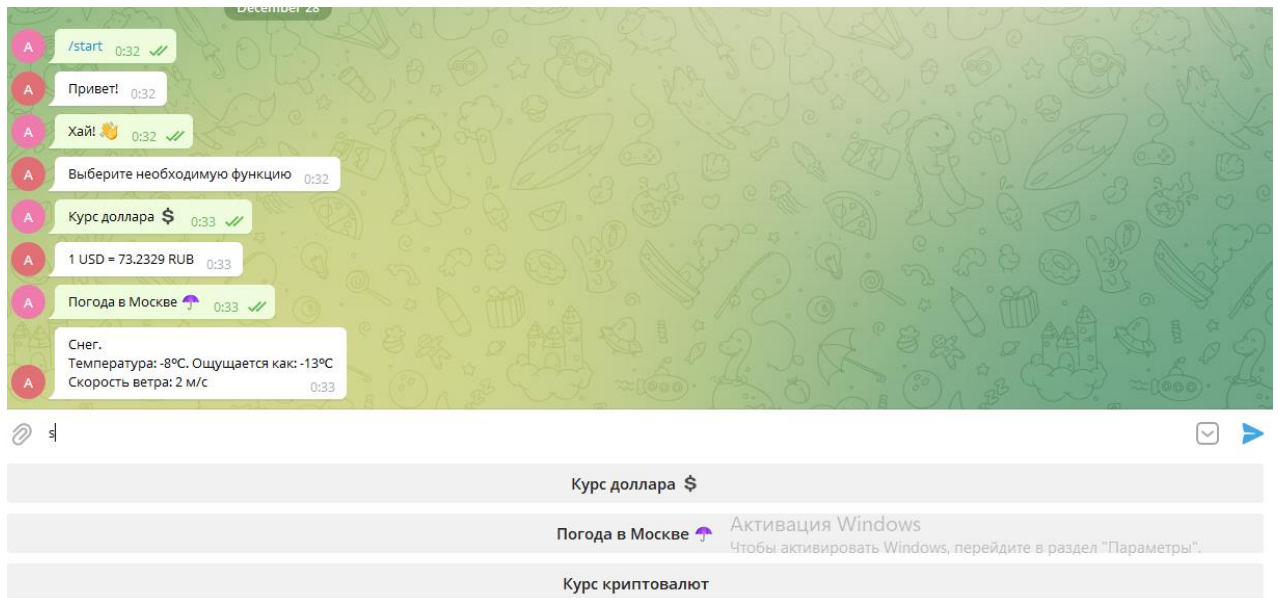 December 28
A
/start 0:32
A
Привет! 0:32
A
Хай! 👋 0:32
A
Выберите необходимую функцию 0:32
A
Курс доллара 💲 0:33
A
1 USD = 73.2329 RUB 0:33
A
Погода в Москве ☂ 0:33
Снег.
Температура: -8ºC. Ощущается как: -13ºC
A
Скорость ветра: 2 м/с 0:33
s
Курс доллара 💲
Погода в Москве ☂
Активация Windows
Чтобы активировать Windows, перейдите в раздел "Параметры".
Курс криптовалют